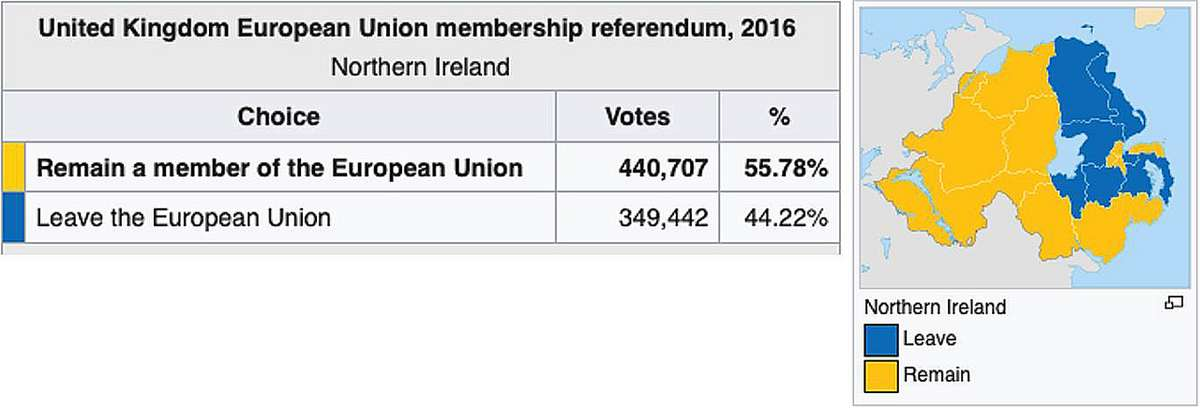 United Kingdom European Union membership referendum, 2016
Northern Ireland
Choice Votes %
Remain a member of the European Union 440,707 55.78%
Leave the European Union 349,442 44.22%
Northern Ireland
Leave
Remain